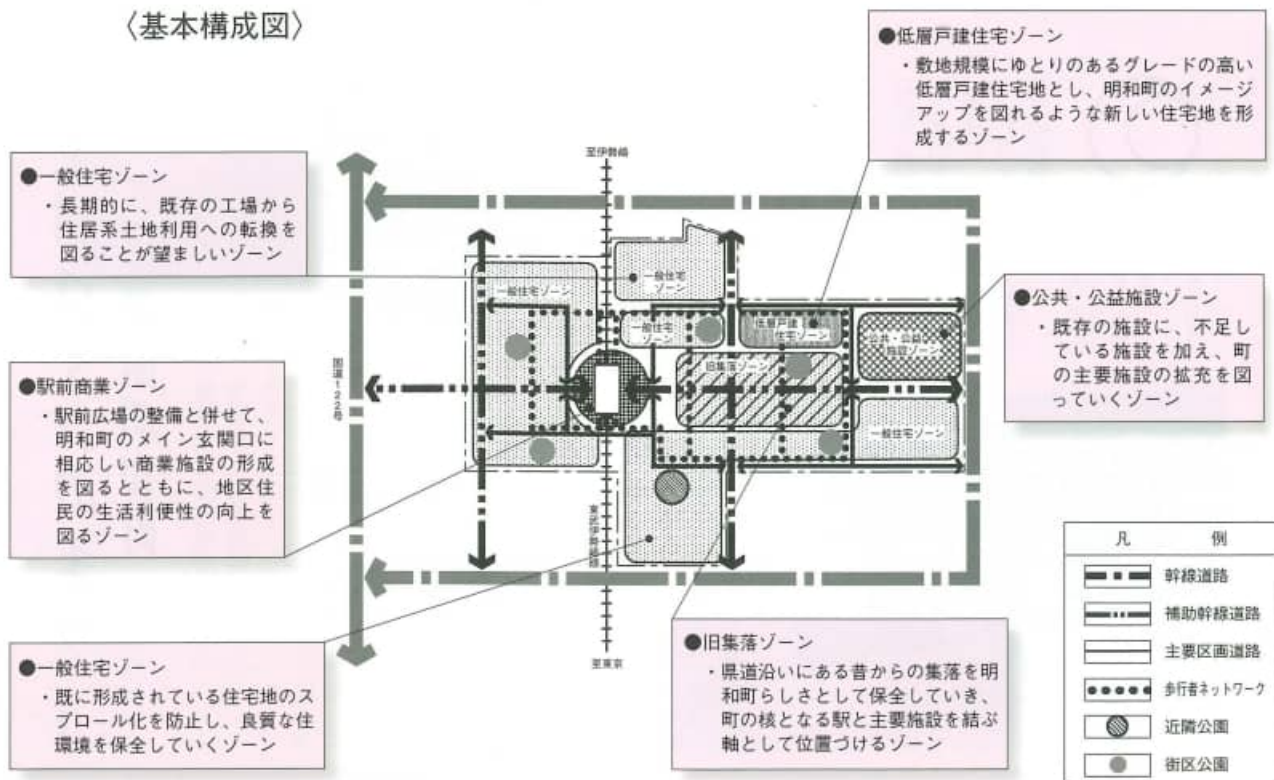 〈基本構成図〉
●低層戸建住宅ゾーン
・敷地規模にゆとりのあるグレードの高い
低層戸建住宅地とし、明和町のイメージ
アップを図れるような新しい住宅地を形
成するゾーン
●一般住宅ゾーン
・長期的に、既存の工場から
住居系土地利用への転換を
図ることが望ましいゾーン
●駅前商業ゾーン
・駅前広場の整備と併せて、
明和町のメイン玄関口に
相応しい商業施設の形成
を図るとともに、地区住
民の生活利便性の向上を
図るゾーン
●一般住宅ゾーン
・既に形成されている住宅地のス
プロール化を防止し、良質な住
環境を保全していくゾーン
至伊勢崎
国道122号
一般住宅ゾーン
一般住宅
ゾーン
一般住宅
ゾーン
低層戸建
住宅ゾーン
旧集落ゾーン
公共・公益
施設ゾーン
一般住宅ゾーン
東武伊勢崎線
至東京
●公共・公益施設ゾーン
・既存の施設に、不足し
ている施設を加え、町
の主要施設の拡充を図
っていくゾーン
●旧集落ゾーン
・県道沿いにある昔からの集落を明
和町らしさとして保全していき、
町の核となる駅と主要施設を結ぶ
軸として位置づけるゾーン
凡 例
幹線道路
補助幹線道路
主要区画道路
歩行者ネットワーク
近隣公園
街区公園